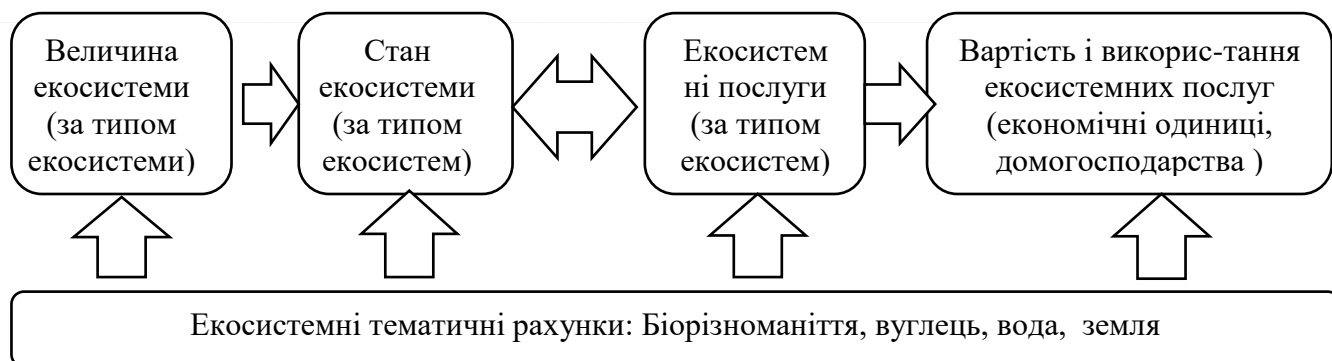 Величина
екосистеми
(за типом
екосистеми)
Стан
екосистеми
(за типом
екосистем)
Екосистем
ні послуги
(за типом
екосистем)
Вартість і викорис-тання
екосистемних послуг
(економічні одиниці,
домогосподарства )
Екосистемні тематичні рахунки: Біорізноманіття, вуглець, вода, земля